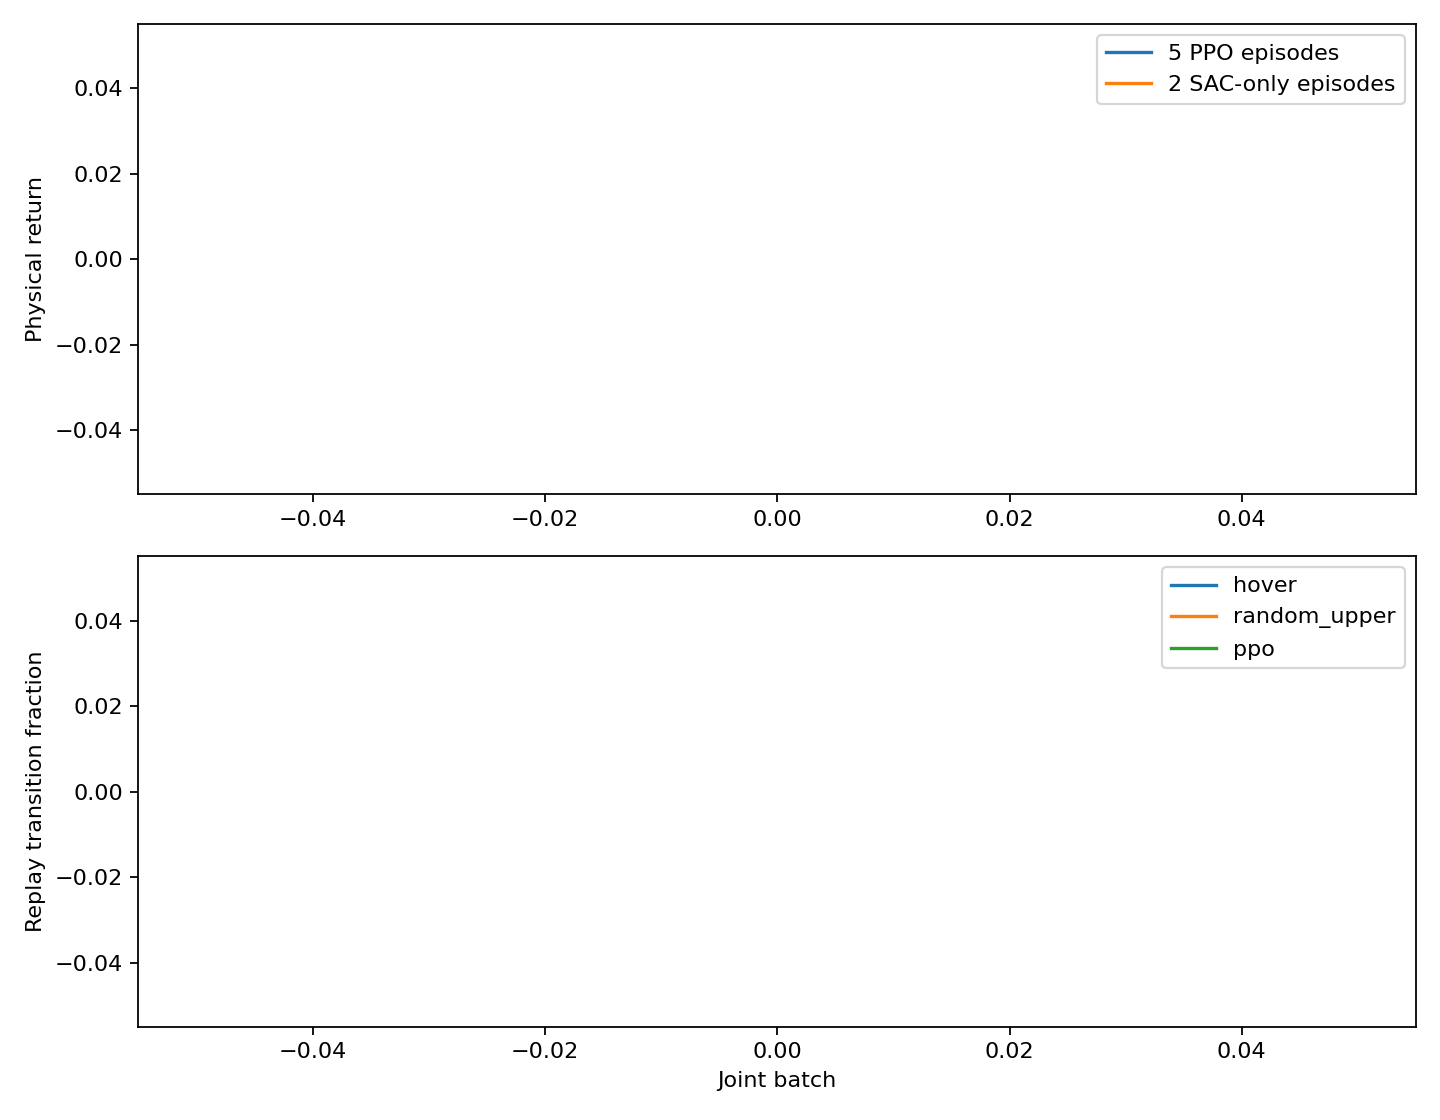 5 PPO episodes
2 SAC-only episodes
Physical return
0.04
0.02
0.00
−0.02
−0.04
−0.04 −0.02 0.00 0.02 0.04
hover
random_upper
ppo
Replay transition fraction
0.04
0.02
0.00
−0.02
−0.04
−0.04 −0.02 0.00 0.02 0.04
Joint batch